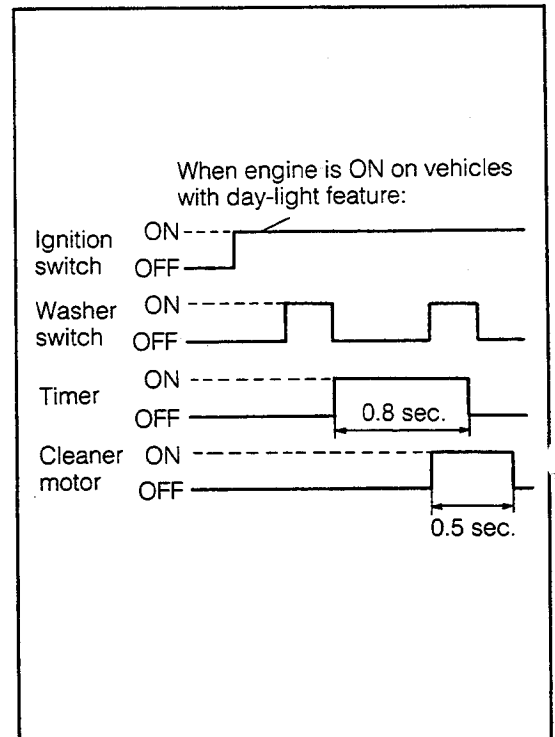 When engine is ON on vehicles
with day-light feature:
Ignition switch ON
OFF
Washer switch ON
OFF
Timer ON
OFF
0.8 sec.
Cleaner motor ON
OFF
0.5 sec.